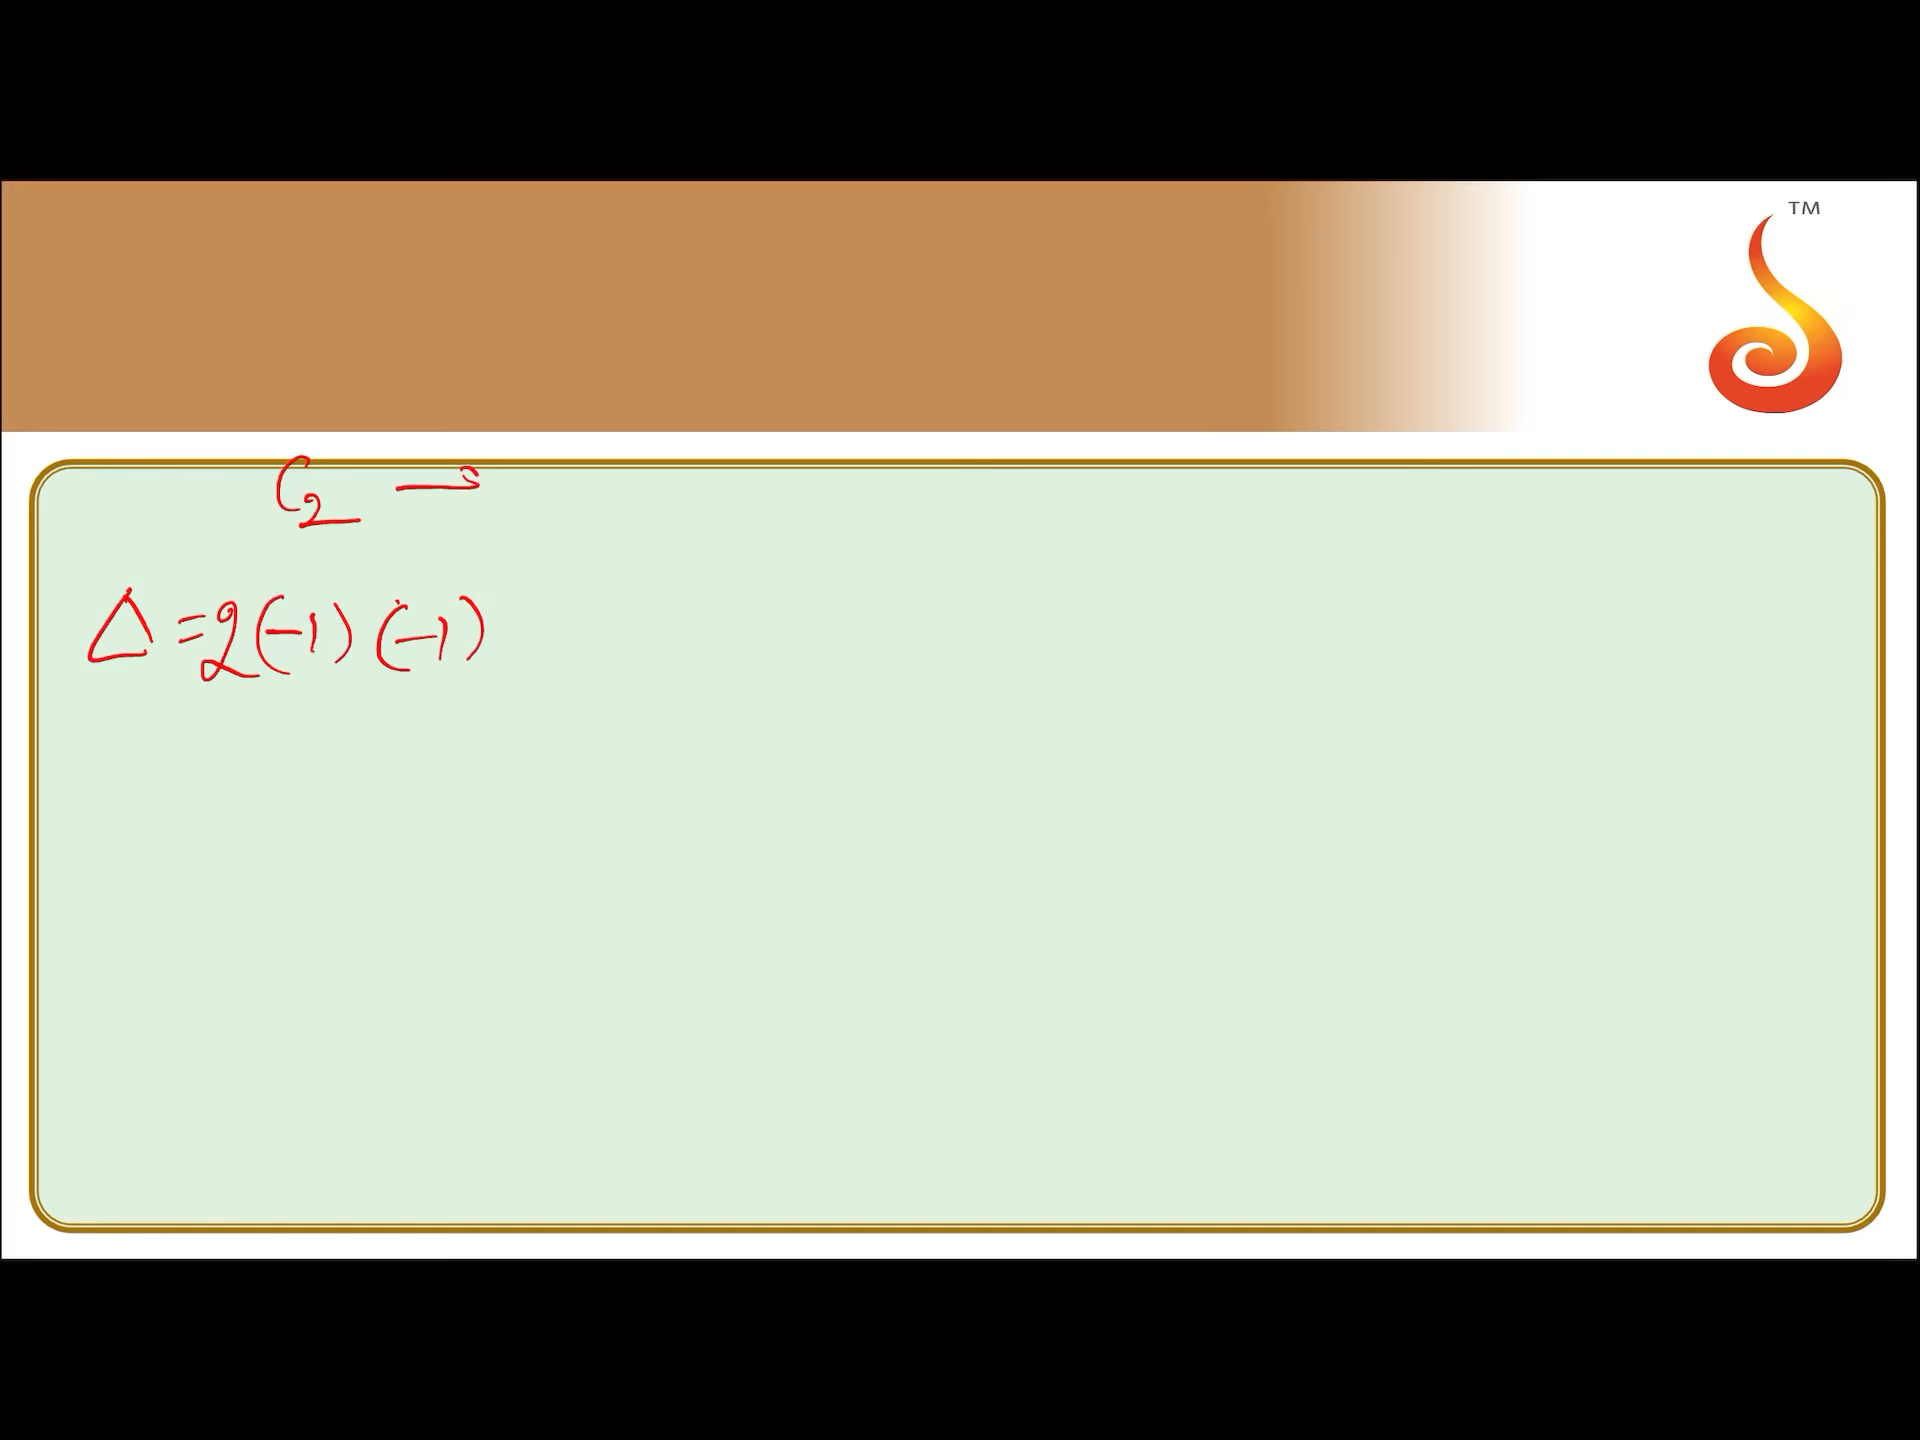 TM
C₂ →
Δ = 2(-1)(-1)